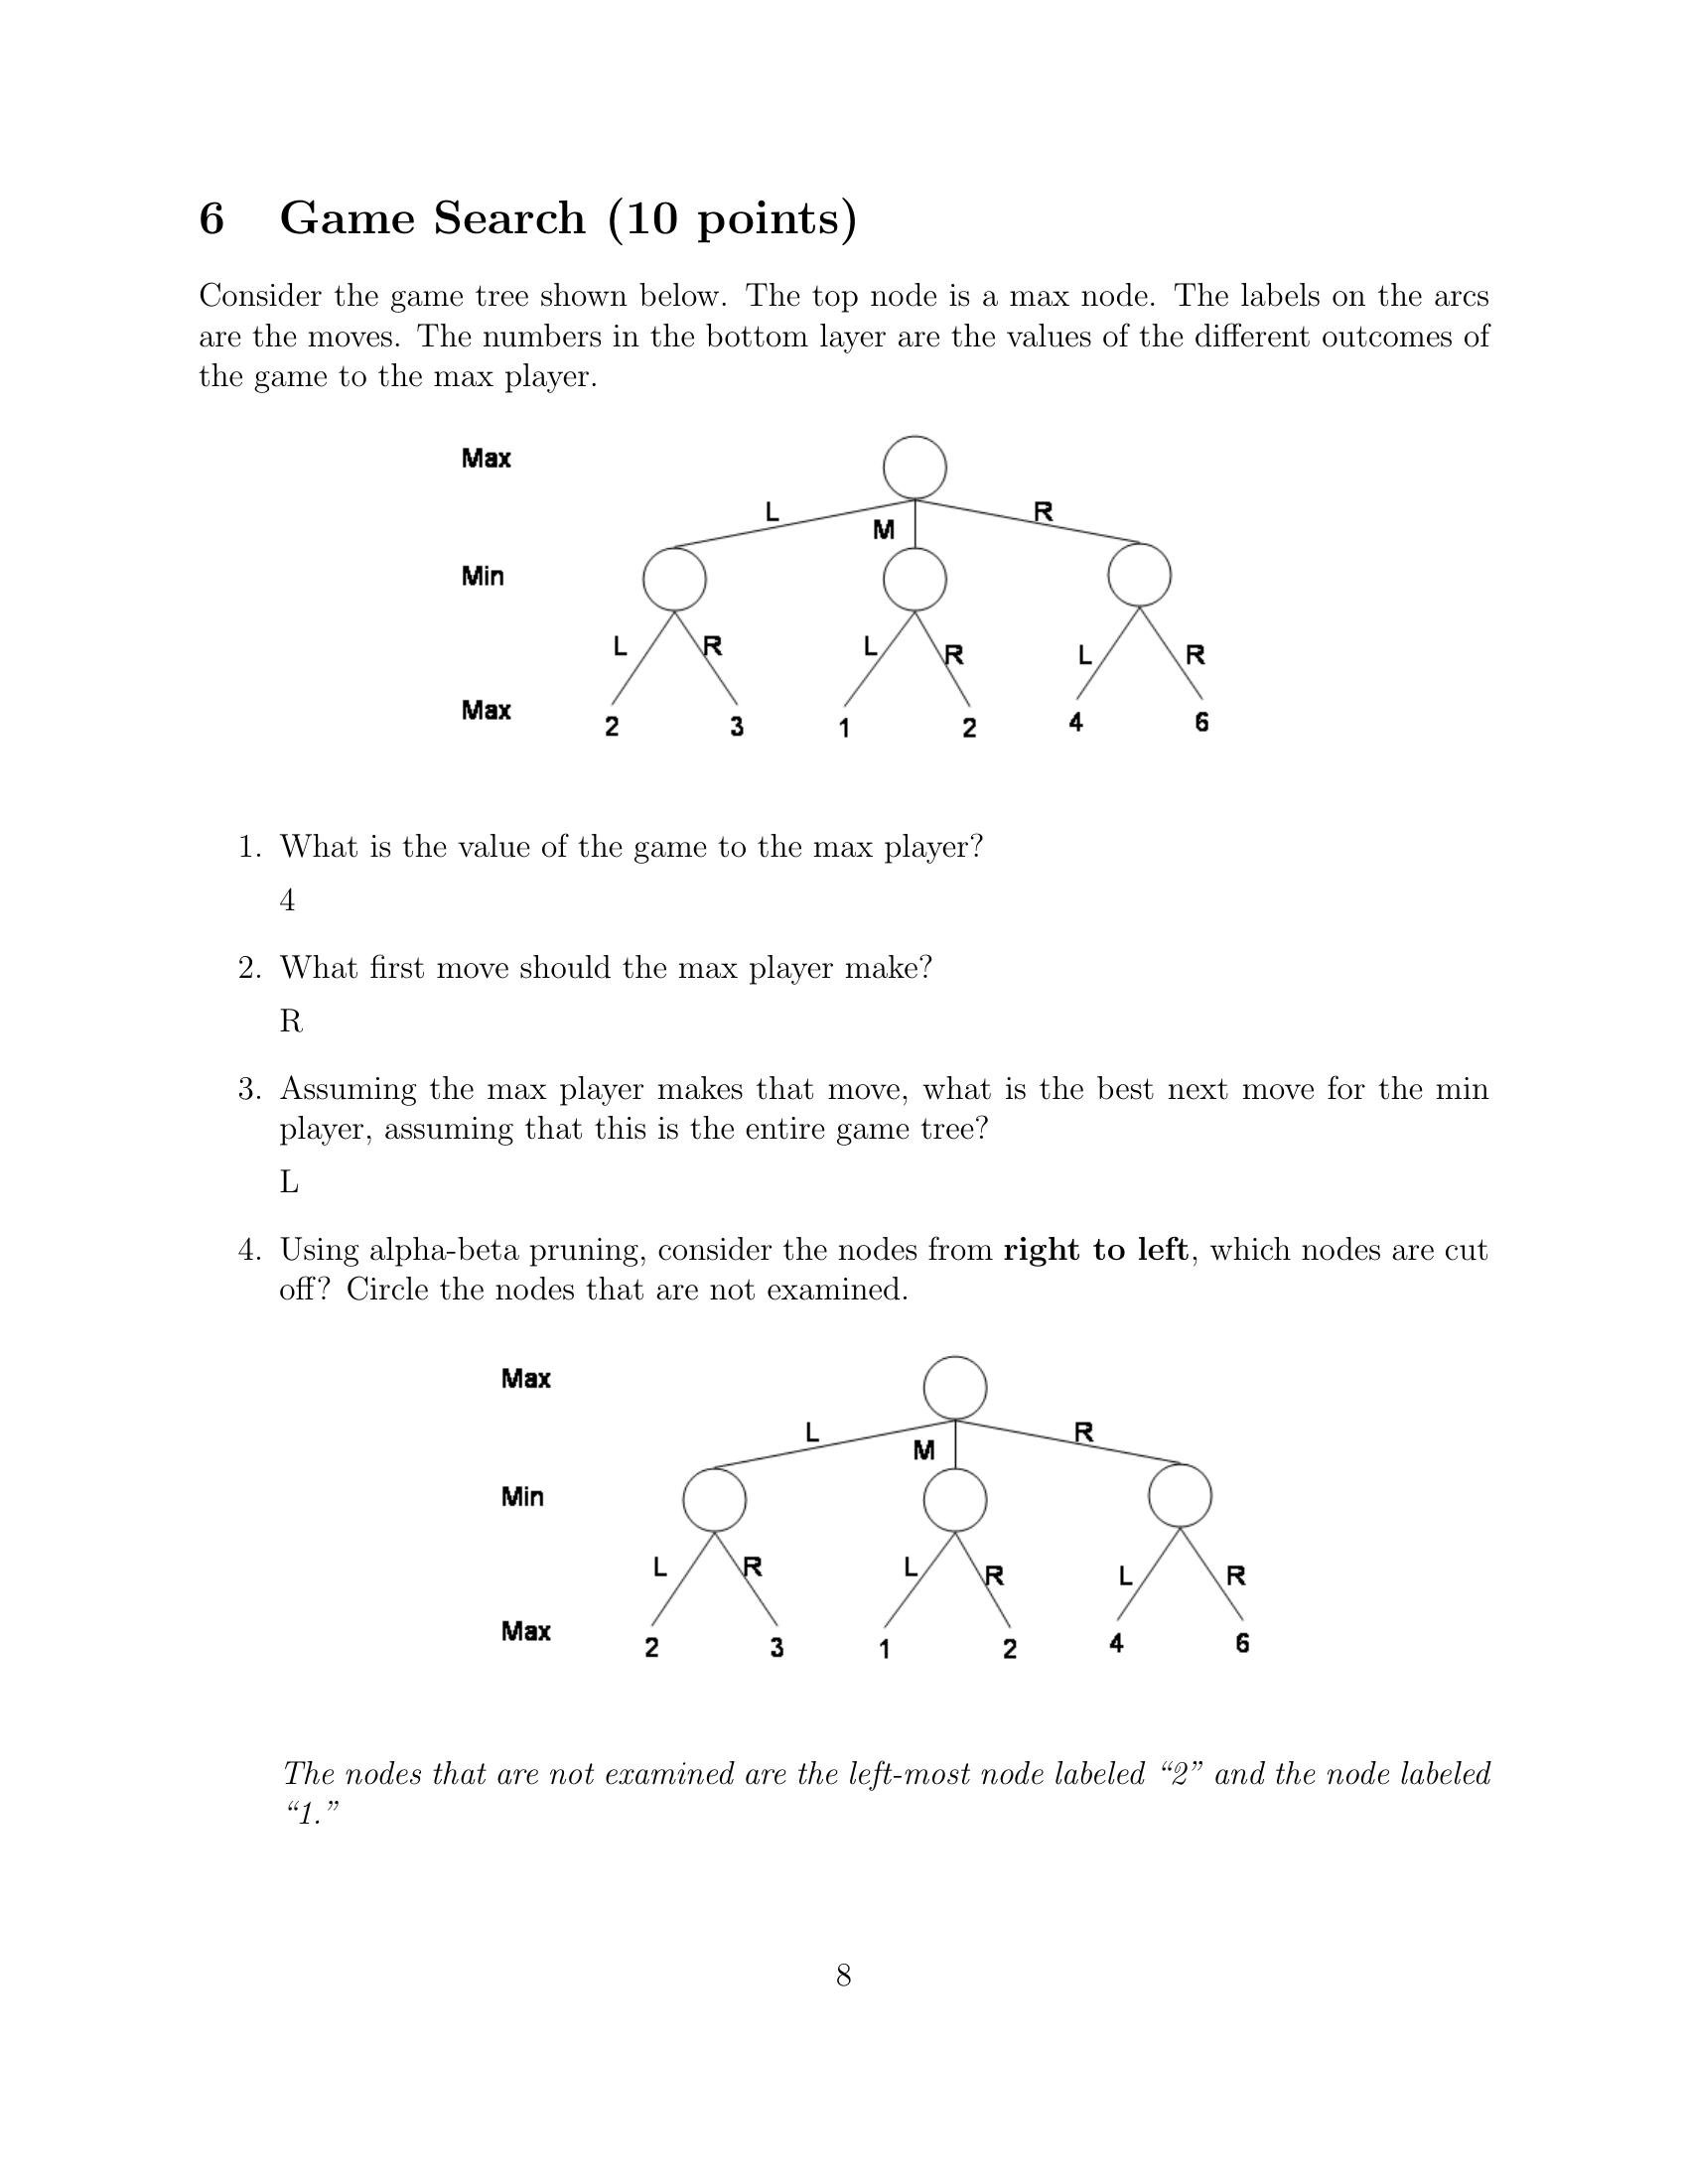 6 Game Search (10 points)
Consider the game tree shown below. The top node is a max node. The labels on the arcs
are the moves. The numbers in the bottom layer are the values of the different outcomes of
the game to the max player.
Max
L
M
R
Min
L
R
L
R
L
R
Max
2
3
1
2
4
6
1. What is the value of the game to the max player?
4
2. What first move should the max player make?
R
3. Assuming the max player makes that move, what is the best next move for the min
player, assuming that this is the entire game tree?
L
4. Using alpha-beta pruning, consider the nodes from right to left, which nodes are cut
off? Circle the nodes that are not examined.
Max
L
M
R
Min
L
R
L
R
L
R
Max
2
3
1
2
4
6
The nodes that are not examined are the left-most node labeled “2” and the node labeled
“1.”
8